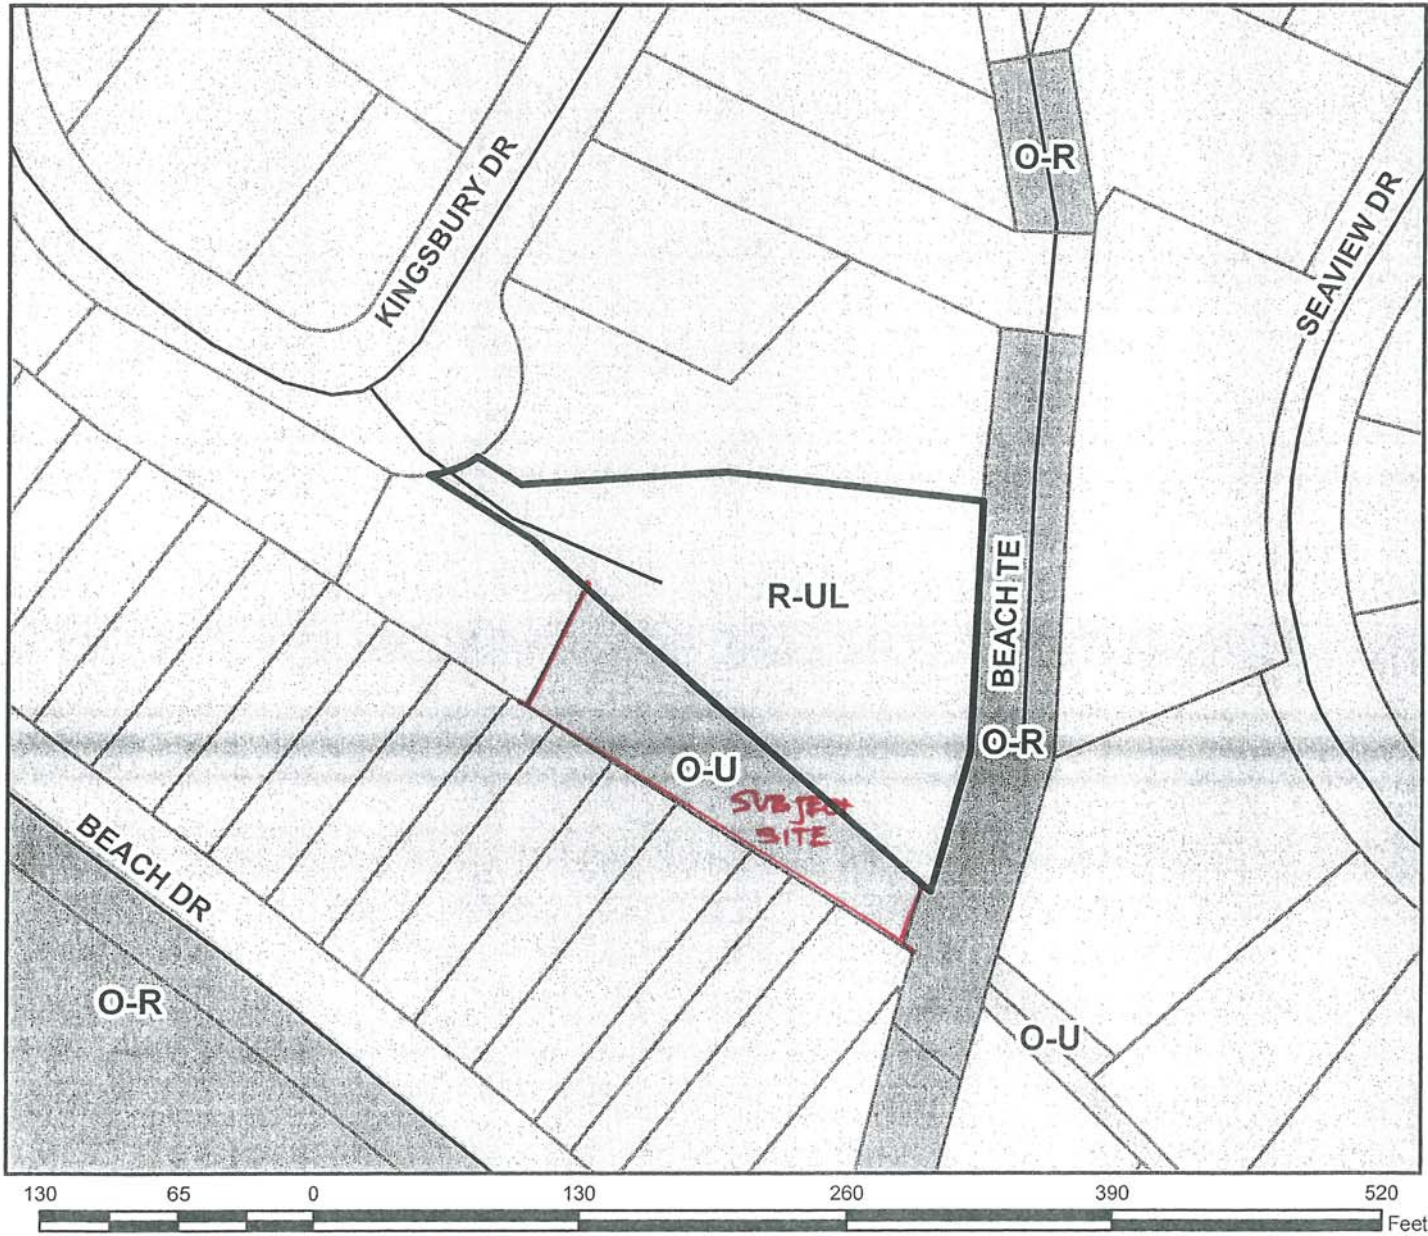 O-R
KINGSBURY DR
SEAVIEW DR
BEACH TE
R-UL
O-R
O-U
SUBJECT
SITE
BEACH DR
O-R
O-U
130 65 0 130 260 390 520
Feet